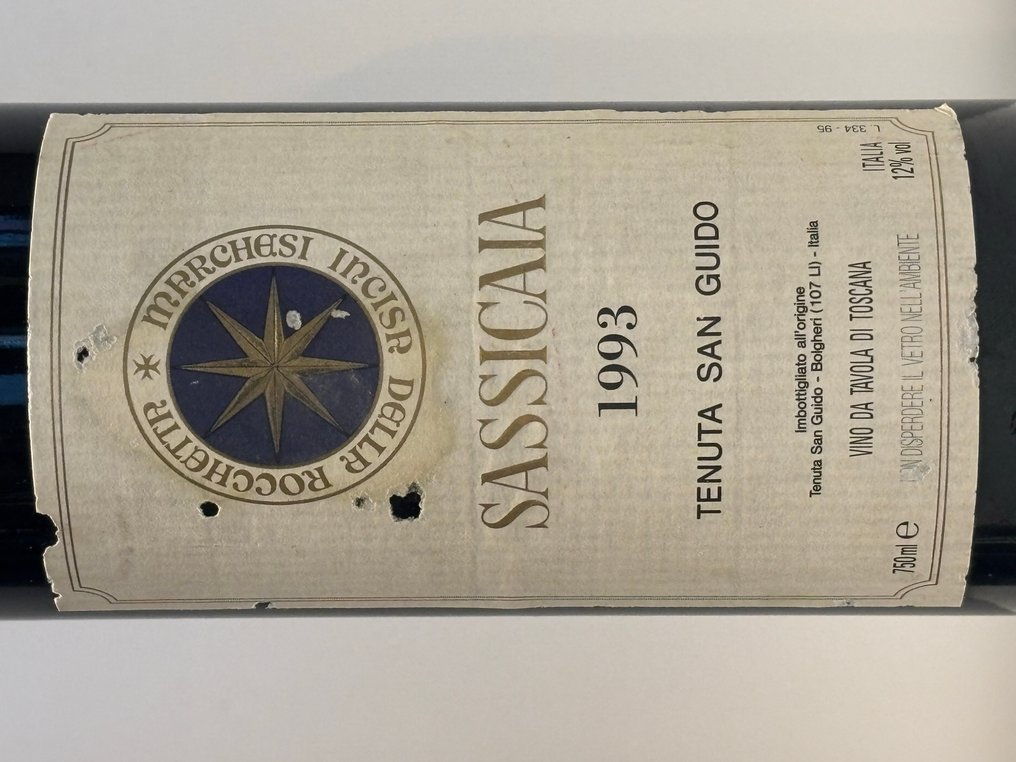 MARCHESI INCISA DELLA ROCCHETTA
SASSICAIA
1993
TENUTA SAN GUIDO
Imbottigliato all'origine
Tenuta San Guido - Bolgheri (107 LI) - Italia
VINO DA TAVOLA DI TOSCANA
ITALIA
750ml e
12% vol
NON DISPERDERE IL VETRO NELL'AMBIENTE
L 334 - 95